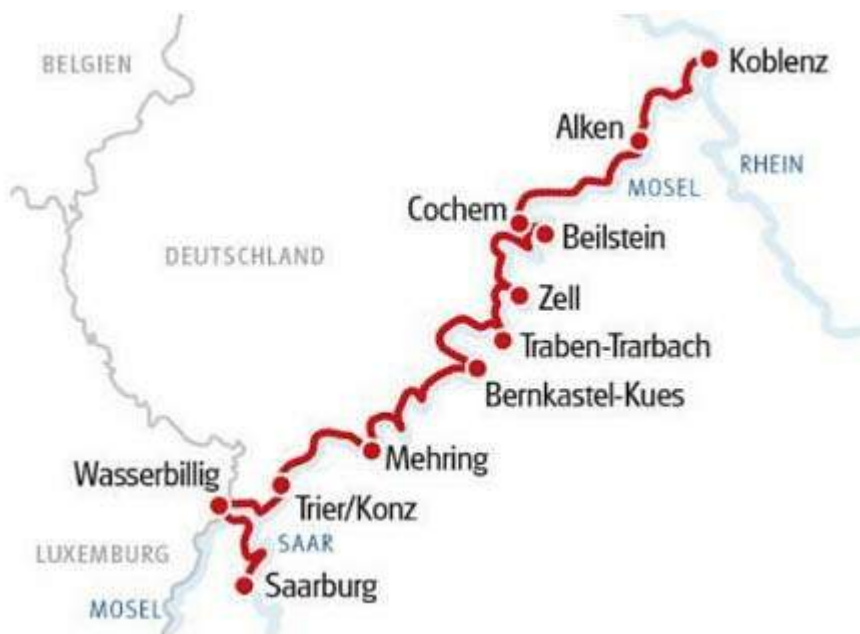 BELGIEN
Koblenz
Alken
RHEIN
MOSEL
Cochem
Beilstein
DEUTSCHLAND
Zell
Traben-Trarbach
Bernkastel-Kues
Mehring
Wasserbillig
Trier/Konz
SAAR
LUXEMBURG
Saarburg
MOSEL